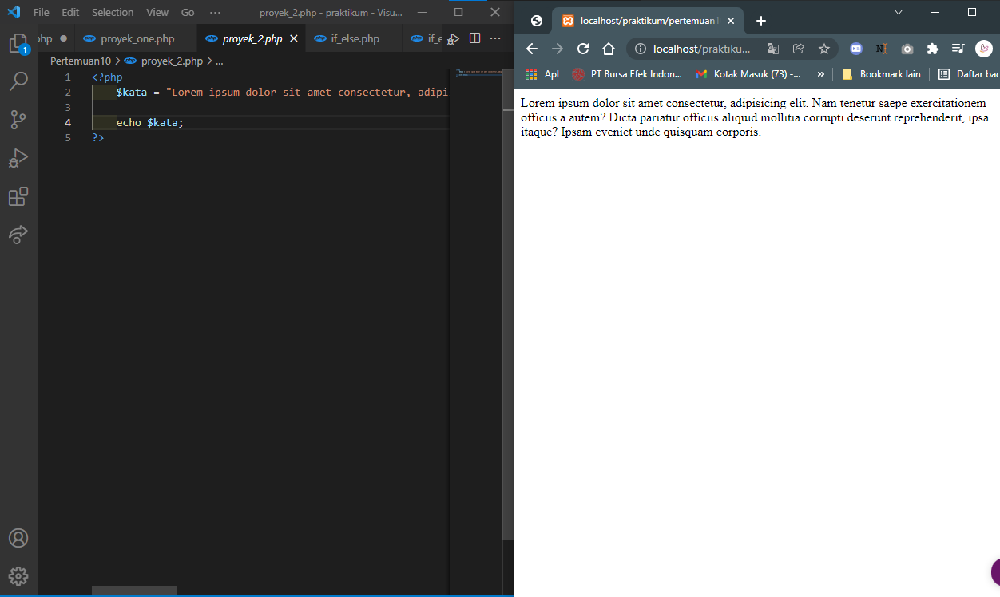 File Edit Selection View Go ··· proyek_2.php - praktikum - Visu...
hp ● proyek_one.php proyek_2.php if_else.php if_e
1
Pertemuan10 > proyek_2.php > ...
1 <?php
2 $kata = "Lorem ipsum dolor sit amet consectetur, adipi
3
4 echo $kata;
5 ?>
localhost/praktikum/pertemuan1
localhost/praktiku...
Apl PT Bursa Efek Indon... Kotak Masuk (73) -... » Bookmark lain Daftar bac
Lorem ipsum dolor sit amet consectetur, adipisicing elit. Nam tenetur saepe exercitationem
officiis a autem? Dicta pariatur officiis aliquid mollitia corrupti deserunt reprehenderit, ipsa
itaque? Ipsam eveniet unde quisquam corporis.